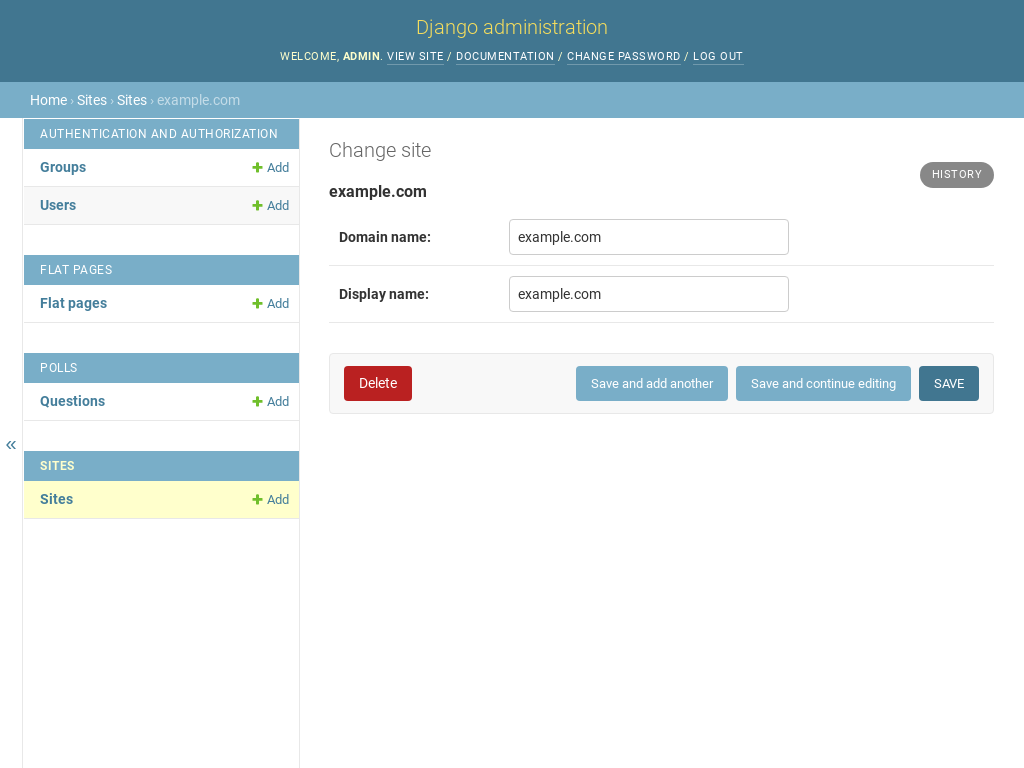 Django administration
WELCOME, ADMIN. VIEW SITE / DOCUMENTATION / CHANGE PASSWORD / LOG OUT
Home › Sites › Sites › example.com
AUTHENTICATION AND AUTHORIZATION
Groups Add
Users Add
FLAT PAGES
Flat pages Add
POLLS
Questions Add
«
SITES
Sites Add
Change site
HISTORY
example.com
Domain name: example.com
Display name: example.com
Delete Save and add another Save and continue editing SAVE